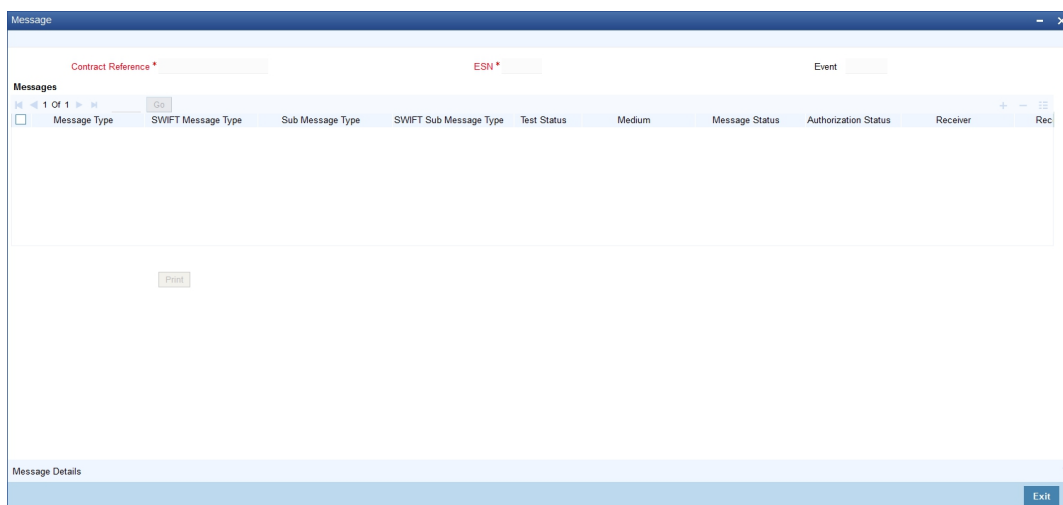 Message
Contract Reference * ESN * Event
Messages
1 Of 1 Go
Message Type SWIFT Message Type Sub Message Type SWIFT Sub Message Type Test Status Medium Message Status Authorization Status Receiver Rec
Print
Message Details
Exit